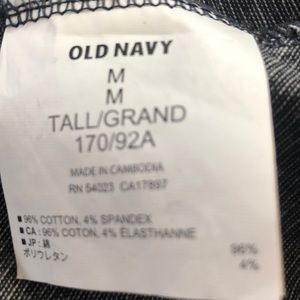 OLD NAVY
M
M
TALL/GRAND
170/92A
MADE IN CAMBODIA
RN 54023 CA17897
■ 96% COTTON, 4% SPANDEX
■ CA : 96% COTTON, 4% ELASTHANNE
■ JP : 綿 96%
ポリウレタン 4%